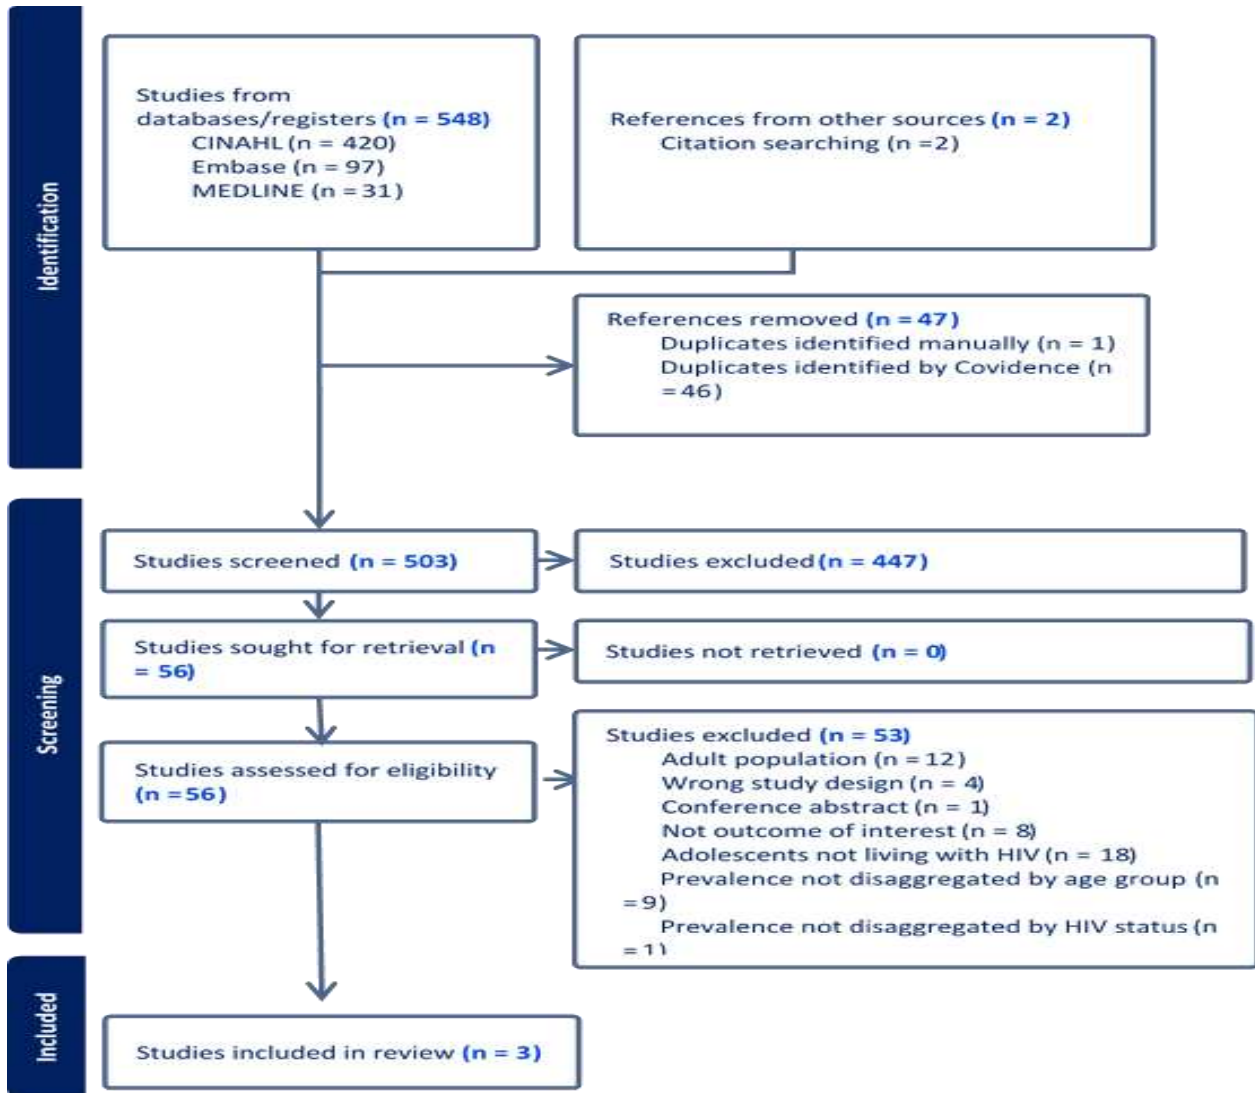 Identification
Studies from
databases/registers (n = 548)
CINAHL (n = 420)
Embase (n = 97)
MEDLINE (n = 31)
References from other sources (n = 2)
Citation searching (n =2)
References removed (n = 47)
Duplicates identified manually (n = 1)
Duplicates identified by Covidence (n
= 46)
Screening
Studies screened (n = 503)
Studies excluded (n = 447)
Studies sought for retrieval (n
= 56)
Studies not retrieved (n = 0)
Studies assessed for eligibility
(n = 56)
Studies excluded (n = 53)
Adult population (n = 12)
Wrong study design (n = 4)
Conference abstract (n = 1)
Not outcome of interest (n = 8)
Adolescents not living with HIV (n = 18)
Prevalence not disaggregated by age group (n
= 9)
Prevalence not disaggregated by HIV status (n
= 1)
Included
Studies included in review (n = 3)